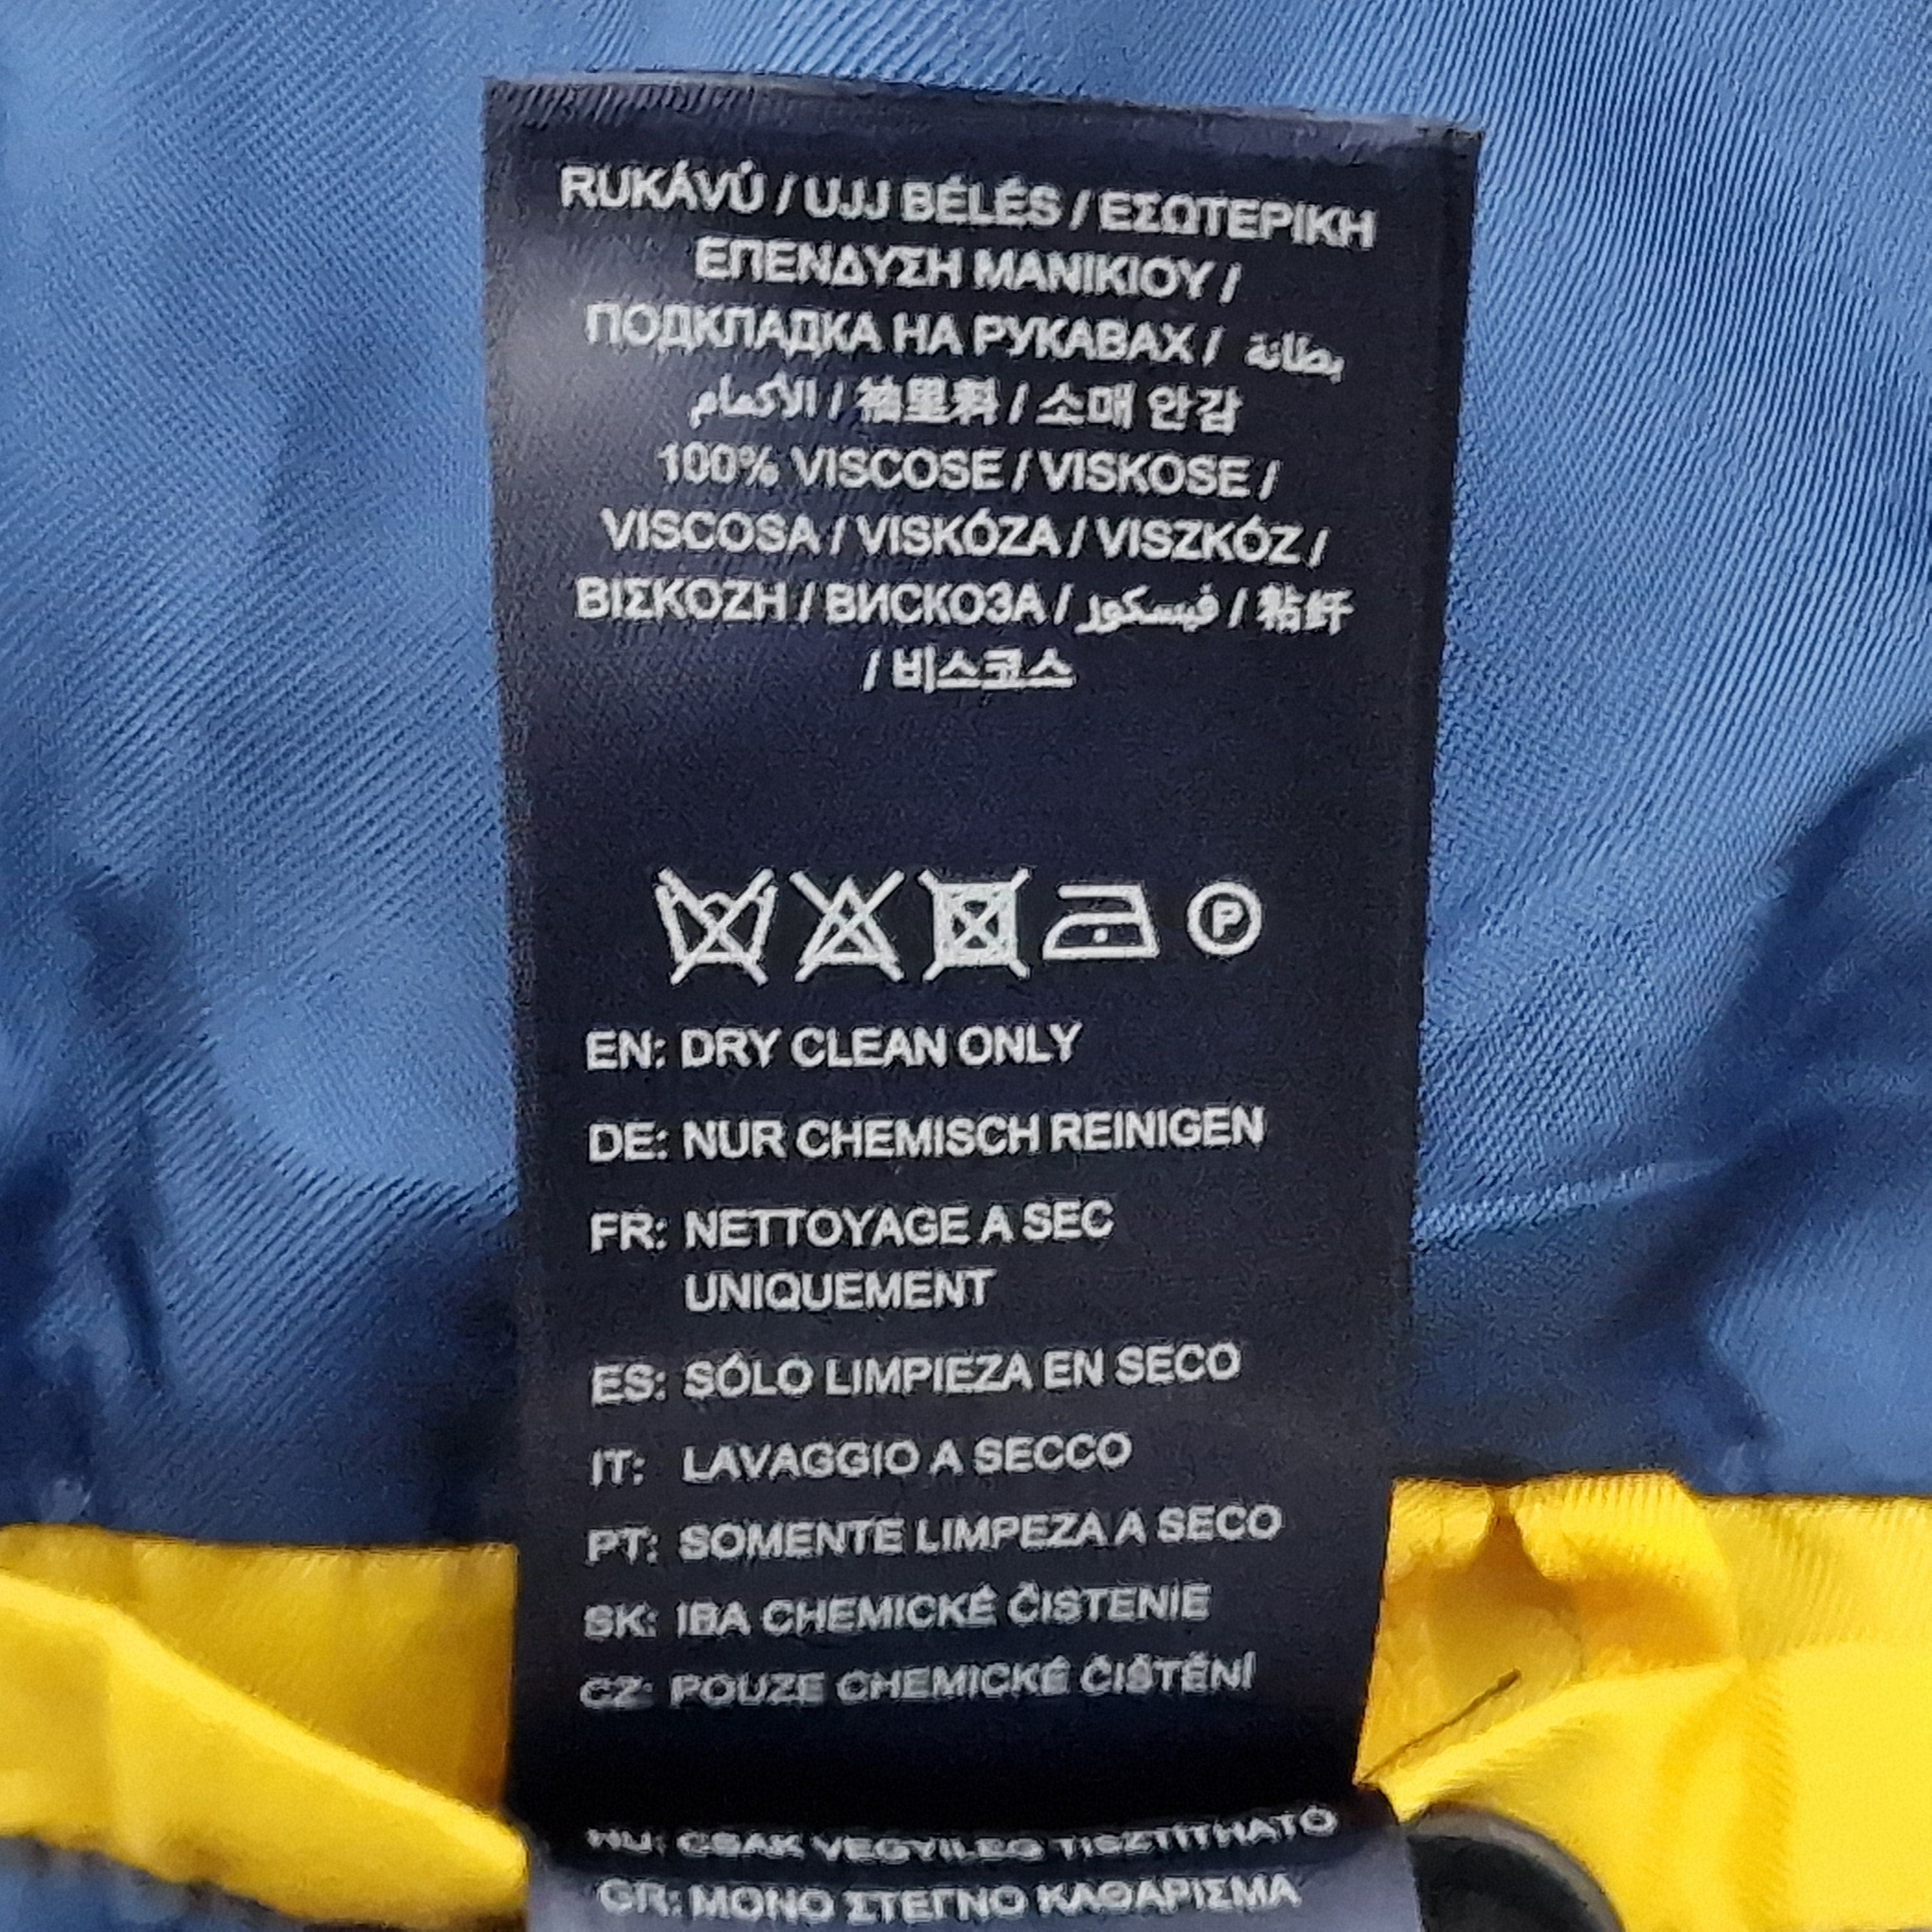 RUKÁVŮ / UJJ BÉLÉS / ΕΣΩΤΕΡΙΚΗ
ΕΠΕΝΔΥΣΗ ΜΑΝΙΚΙΟΥ /
ПОДКЛАДКА НА РУКАВАХ / بطانة
الأكمام / 袖里料 / 소매 안감
100% VISCOSE / VISKOSE /
VISCOSA / VISKÓZA / VISZKÓZ /
ΒΙΣΚΟΖΗ / ВИСКОЗА / فيسكوز / 粘纤
/ 비스코스
P
EN: DRY CLEAN ONLY
DE: NUR CHEMISCH REINIGEN
FR: NETTOYAGE A SEC
UNIQUEMENT
ES: SÓLO LIMPIEZA EN SECO
IT: LAVAGGIO A SECCO
PT: SOMENTE LIMPEZA A SECO
SK: IBA CHEMICKÉ ČISTENIE
CZ: POUZE CHEMICKÉ ČIŠTĚNÍ
HU: CSAK VEGYILEG TISZTÍTHATÓ
GR: ΜΟΝΟ ΣΤΕΓΝΟ ΚΑΘΑΡΙΣΜΑ